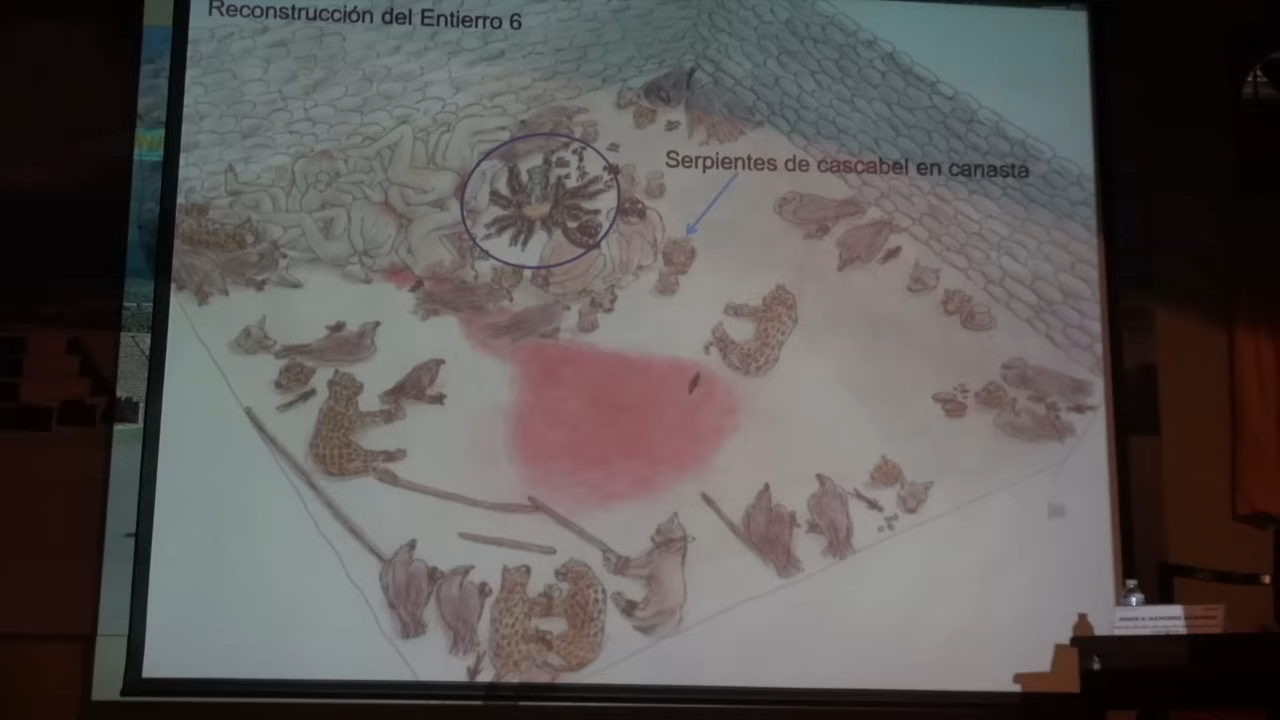 Reconstrucción del Entierro 6
Serpientes de cascabel en canasta